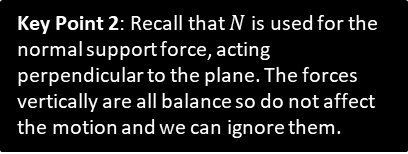 Key Point 2: Recall that N is used for the
normal support force, acting
perpendicular to the plane. The forces
vertically are all balance so do not affect
the motion and we can ignore them.